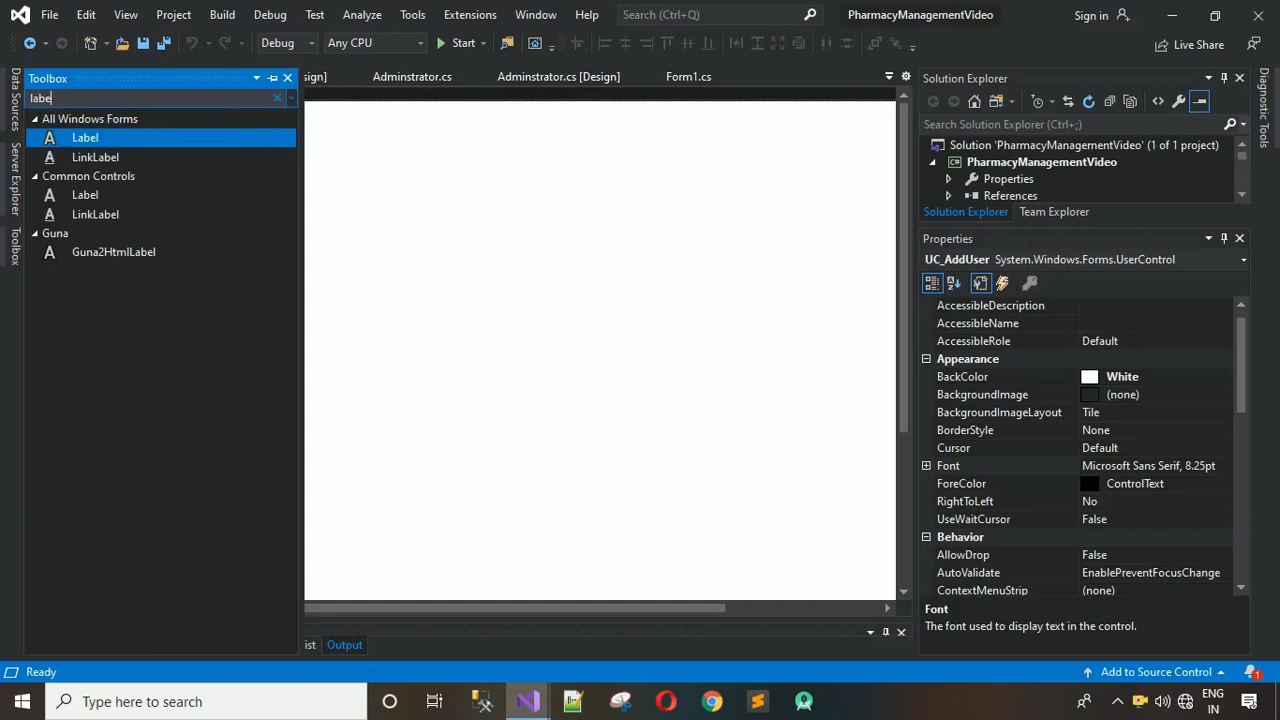 File Edit View Project Build Debug Test Analyze Tools Extensions Window Help Search (Ctrl+Q) PharmacyManagementVideo Sign in
Debug Any CPU Start Live Share
Toolbox
sign] Adminstrator.cs Adminstrator.cs [Design] Form1.cs
labe
All Windows Forms
Label
LinkLabel
Common Controls
Label
LinkLabel
Guna
Guna2HtmlLabel
Data Sources
Server Explorer
Toolbox
Solution Explorer
Search Solution Explorer (Ctrl+;)
Solution 'PharmacyManagementVideo' (1 of 1 project)
C# PharmacyManagementVideo
Properties
References
Solution Explorer Team Explorer
Properties
UC_AddUser System.Windows.Forms.UserControl
AccessibleDescription
AccessibleName
AccessibleRole Default
Appearance
BackColor White
BackgroundImage (none)
BackgroundImageLayout Tile
BorderStyle None
Cursor Default
Font Microsoft Sans Serif, 8.25pt
ForeColor ControlText
RightToLeft No
UseWaitCursor False
Behavior
AllowDrop False
AutoValidate EnablePreventFocusChange
ContextMenuStrip (none)
Font
The font used to display text in the control.
Diagnostic Tools
ist Output
Ready Add to Source Control 1
Type here to search ENG
IN